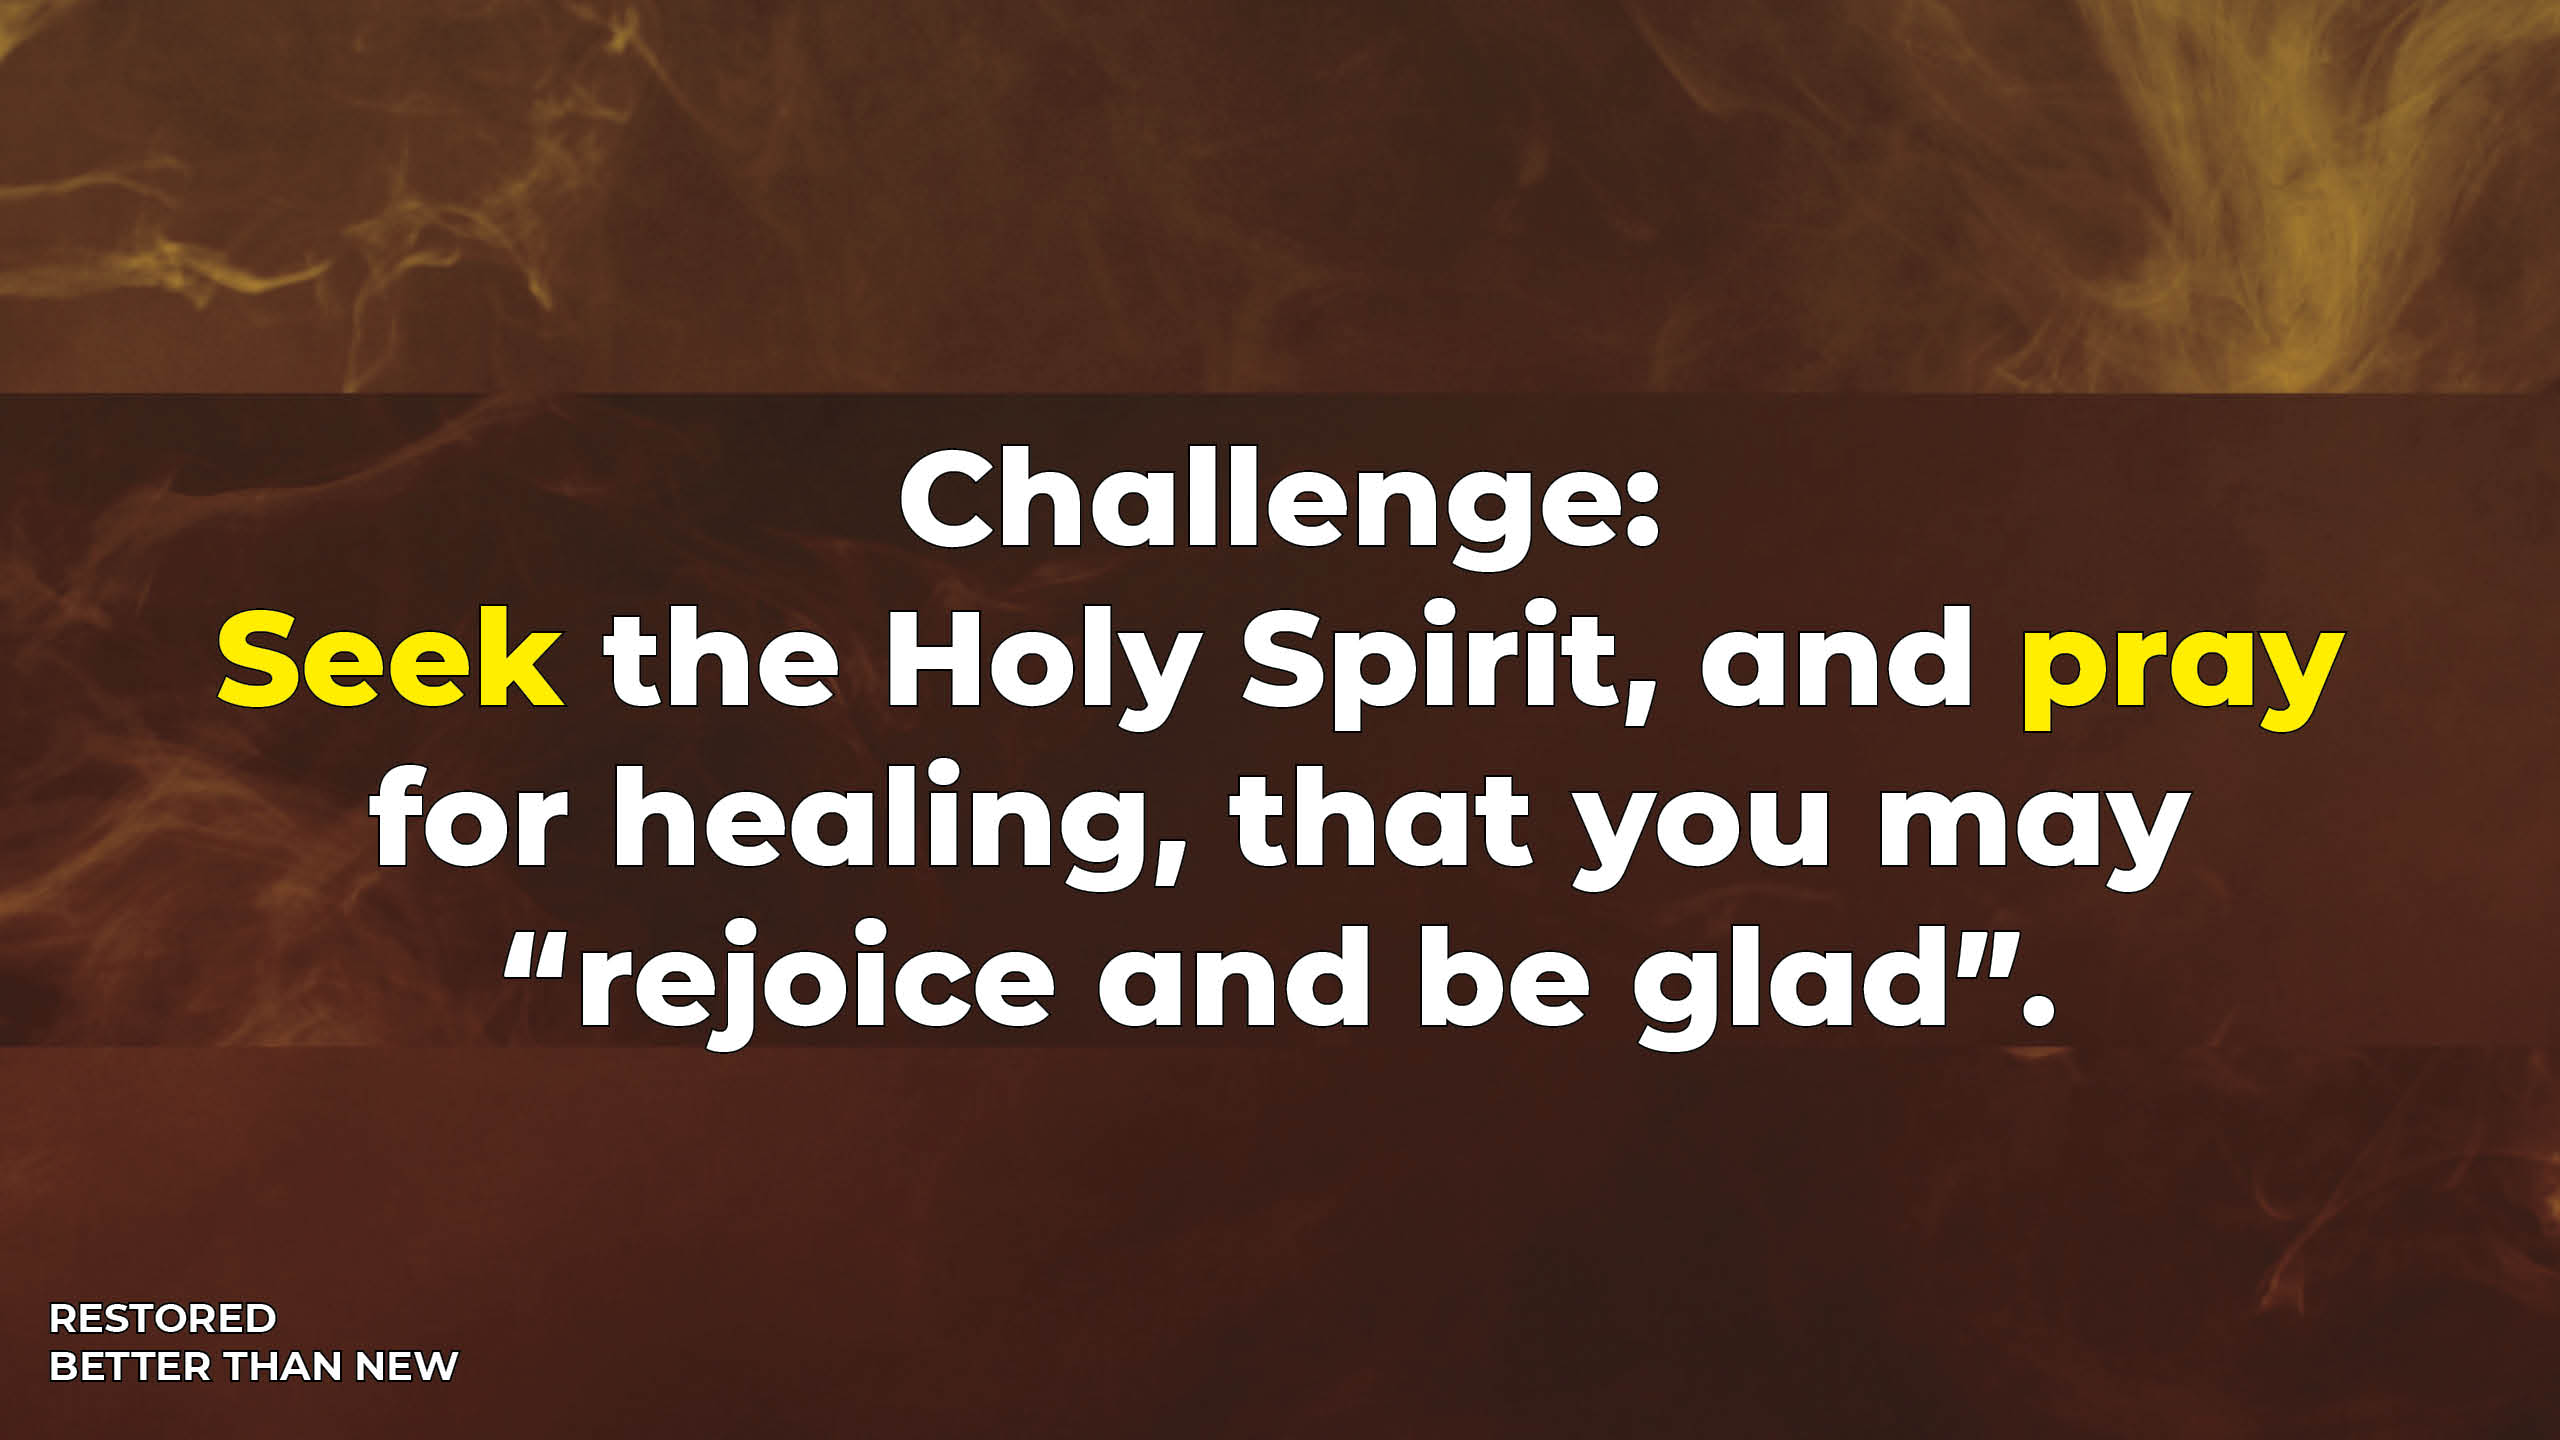 Challenge:
Seek the Holy Spirit, and pray
for healing, that you may
“rejoice and be glad”.
RESTORED
BETTER THAN NEW